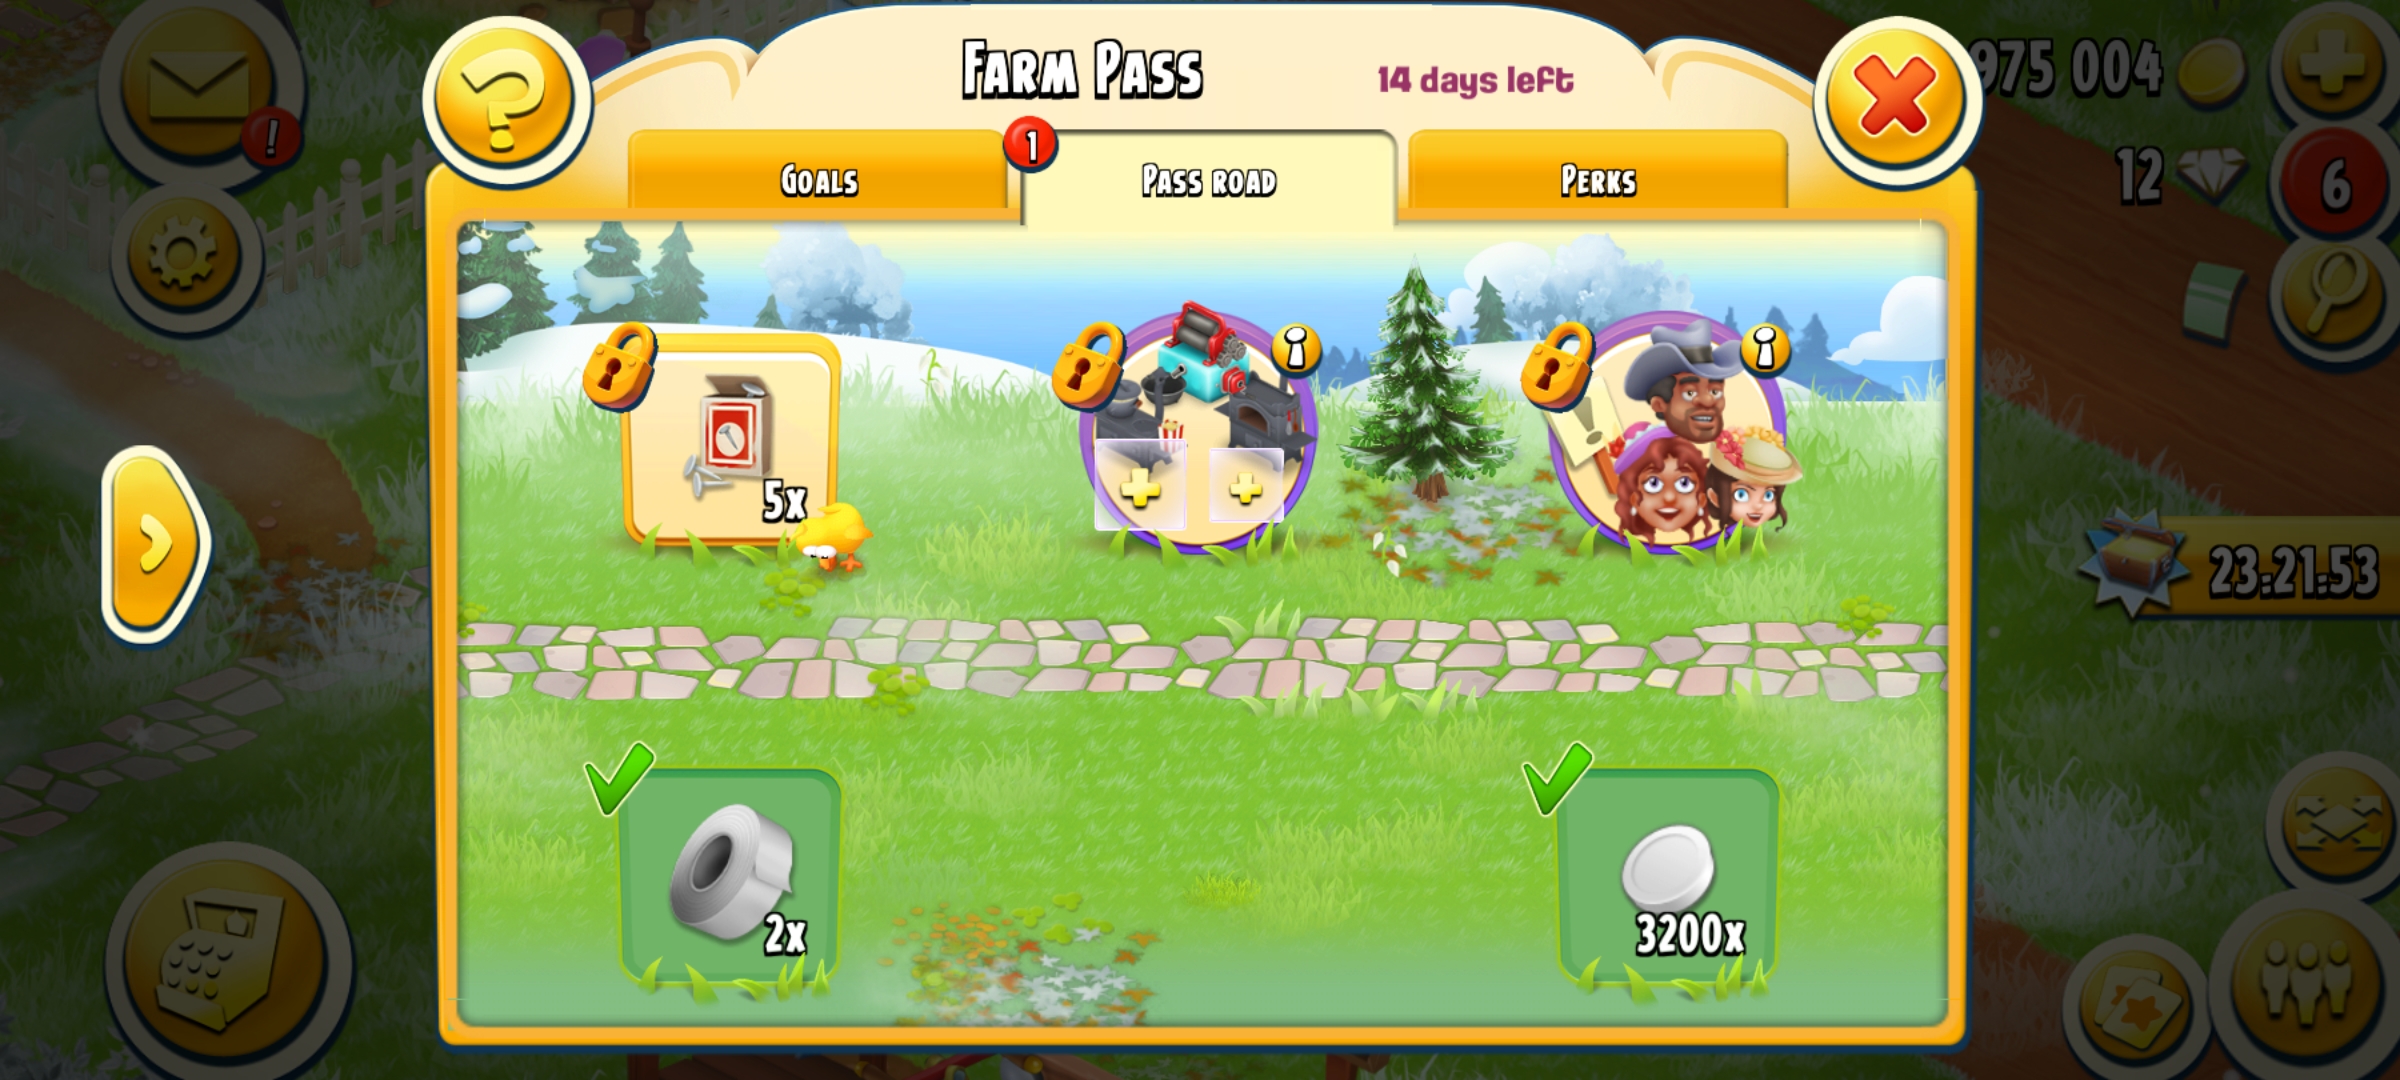 FARM PASS
14 days left
975 004
GOALS
1
PASS ROAD
PERKS
12
6
!
5x
23:21:53
2x
3200x